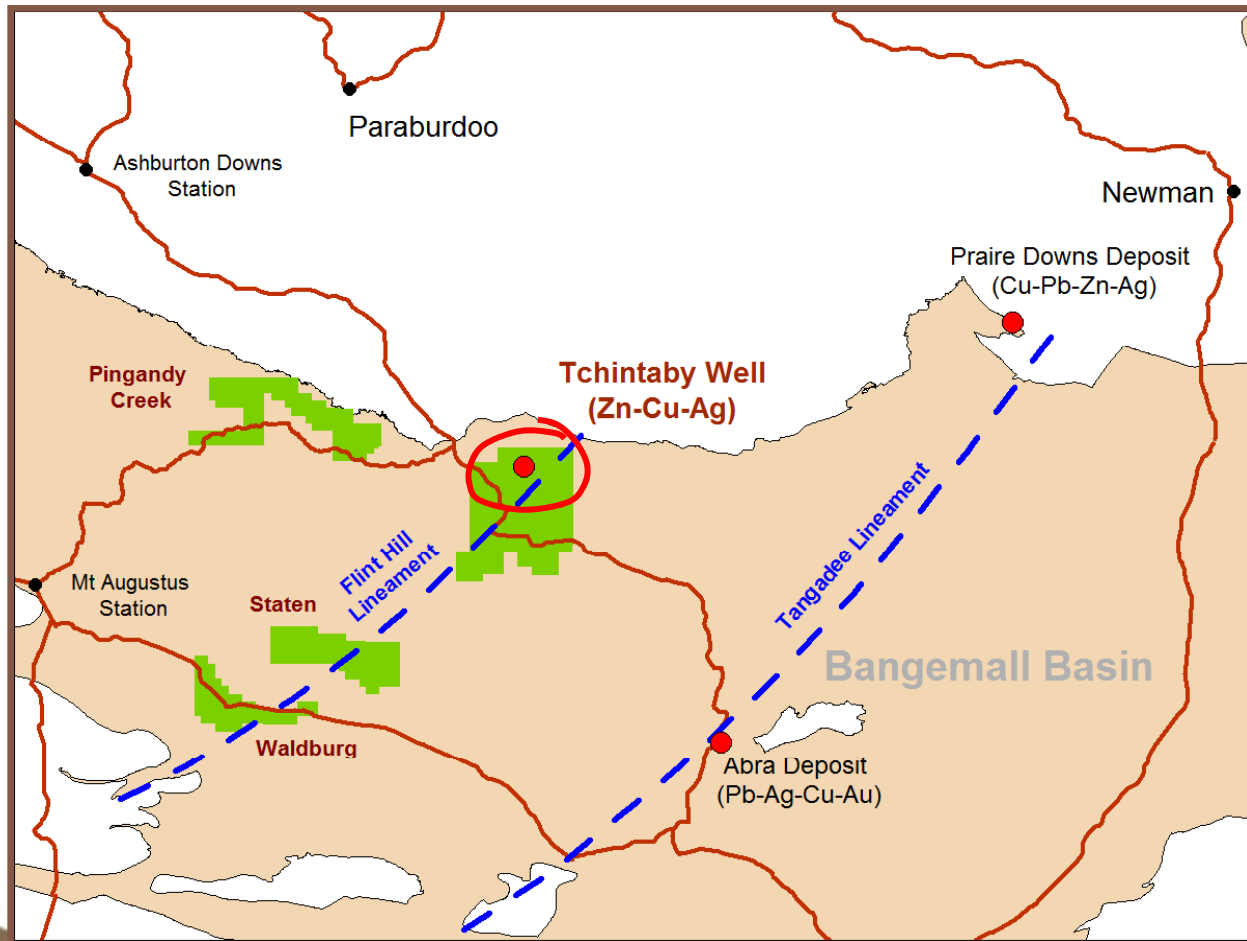 Paraburdoo
Ashburton Downs
Station
Newman
Praire Downs Deposit
(Cu-Pb-Zn-Ag)
Pingandy
Creek
Tchintaby Well
(Zn-Cu-Ag)
Flint Hill
Lineament
Tangadee Lineament
Mt Augustus
Station
Staten
Bangemall Basin
Waldburg
Abra Deposit
(Pb-Ag-Cu-Au)